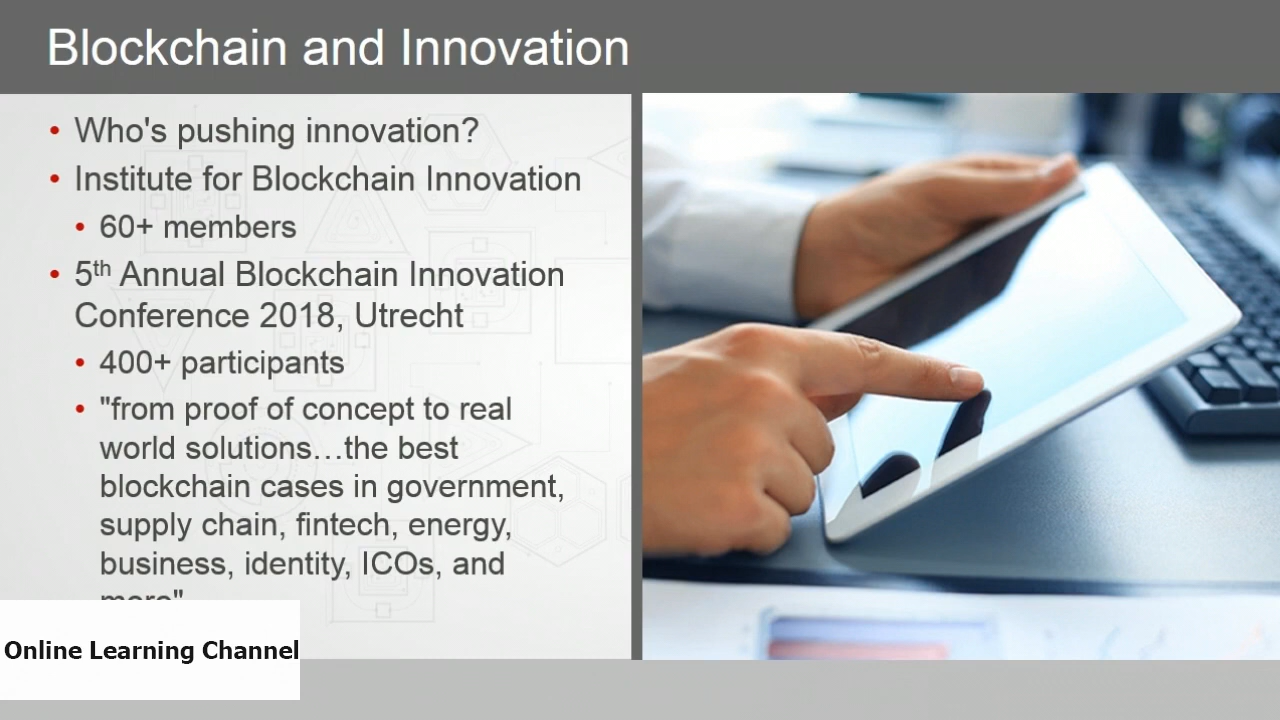 Blockchain and Innovation
• Who's pushing innovation?
• Institute for Blockchain Innovation
• 60+ members
• 5th Annual Blockchain Innovation
Conference 2018, Utrecht
• 400+ participants
• "from proof of concept to real
world solutions…the best
blockchain cases in government,
supply chain, fintech, energy,
business, identity, ICOs, and
more"
Online Learning Channel